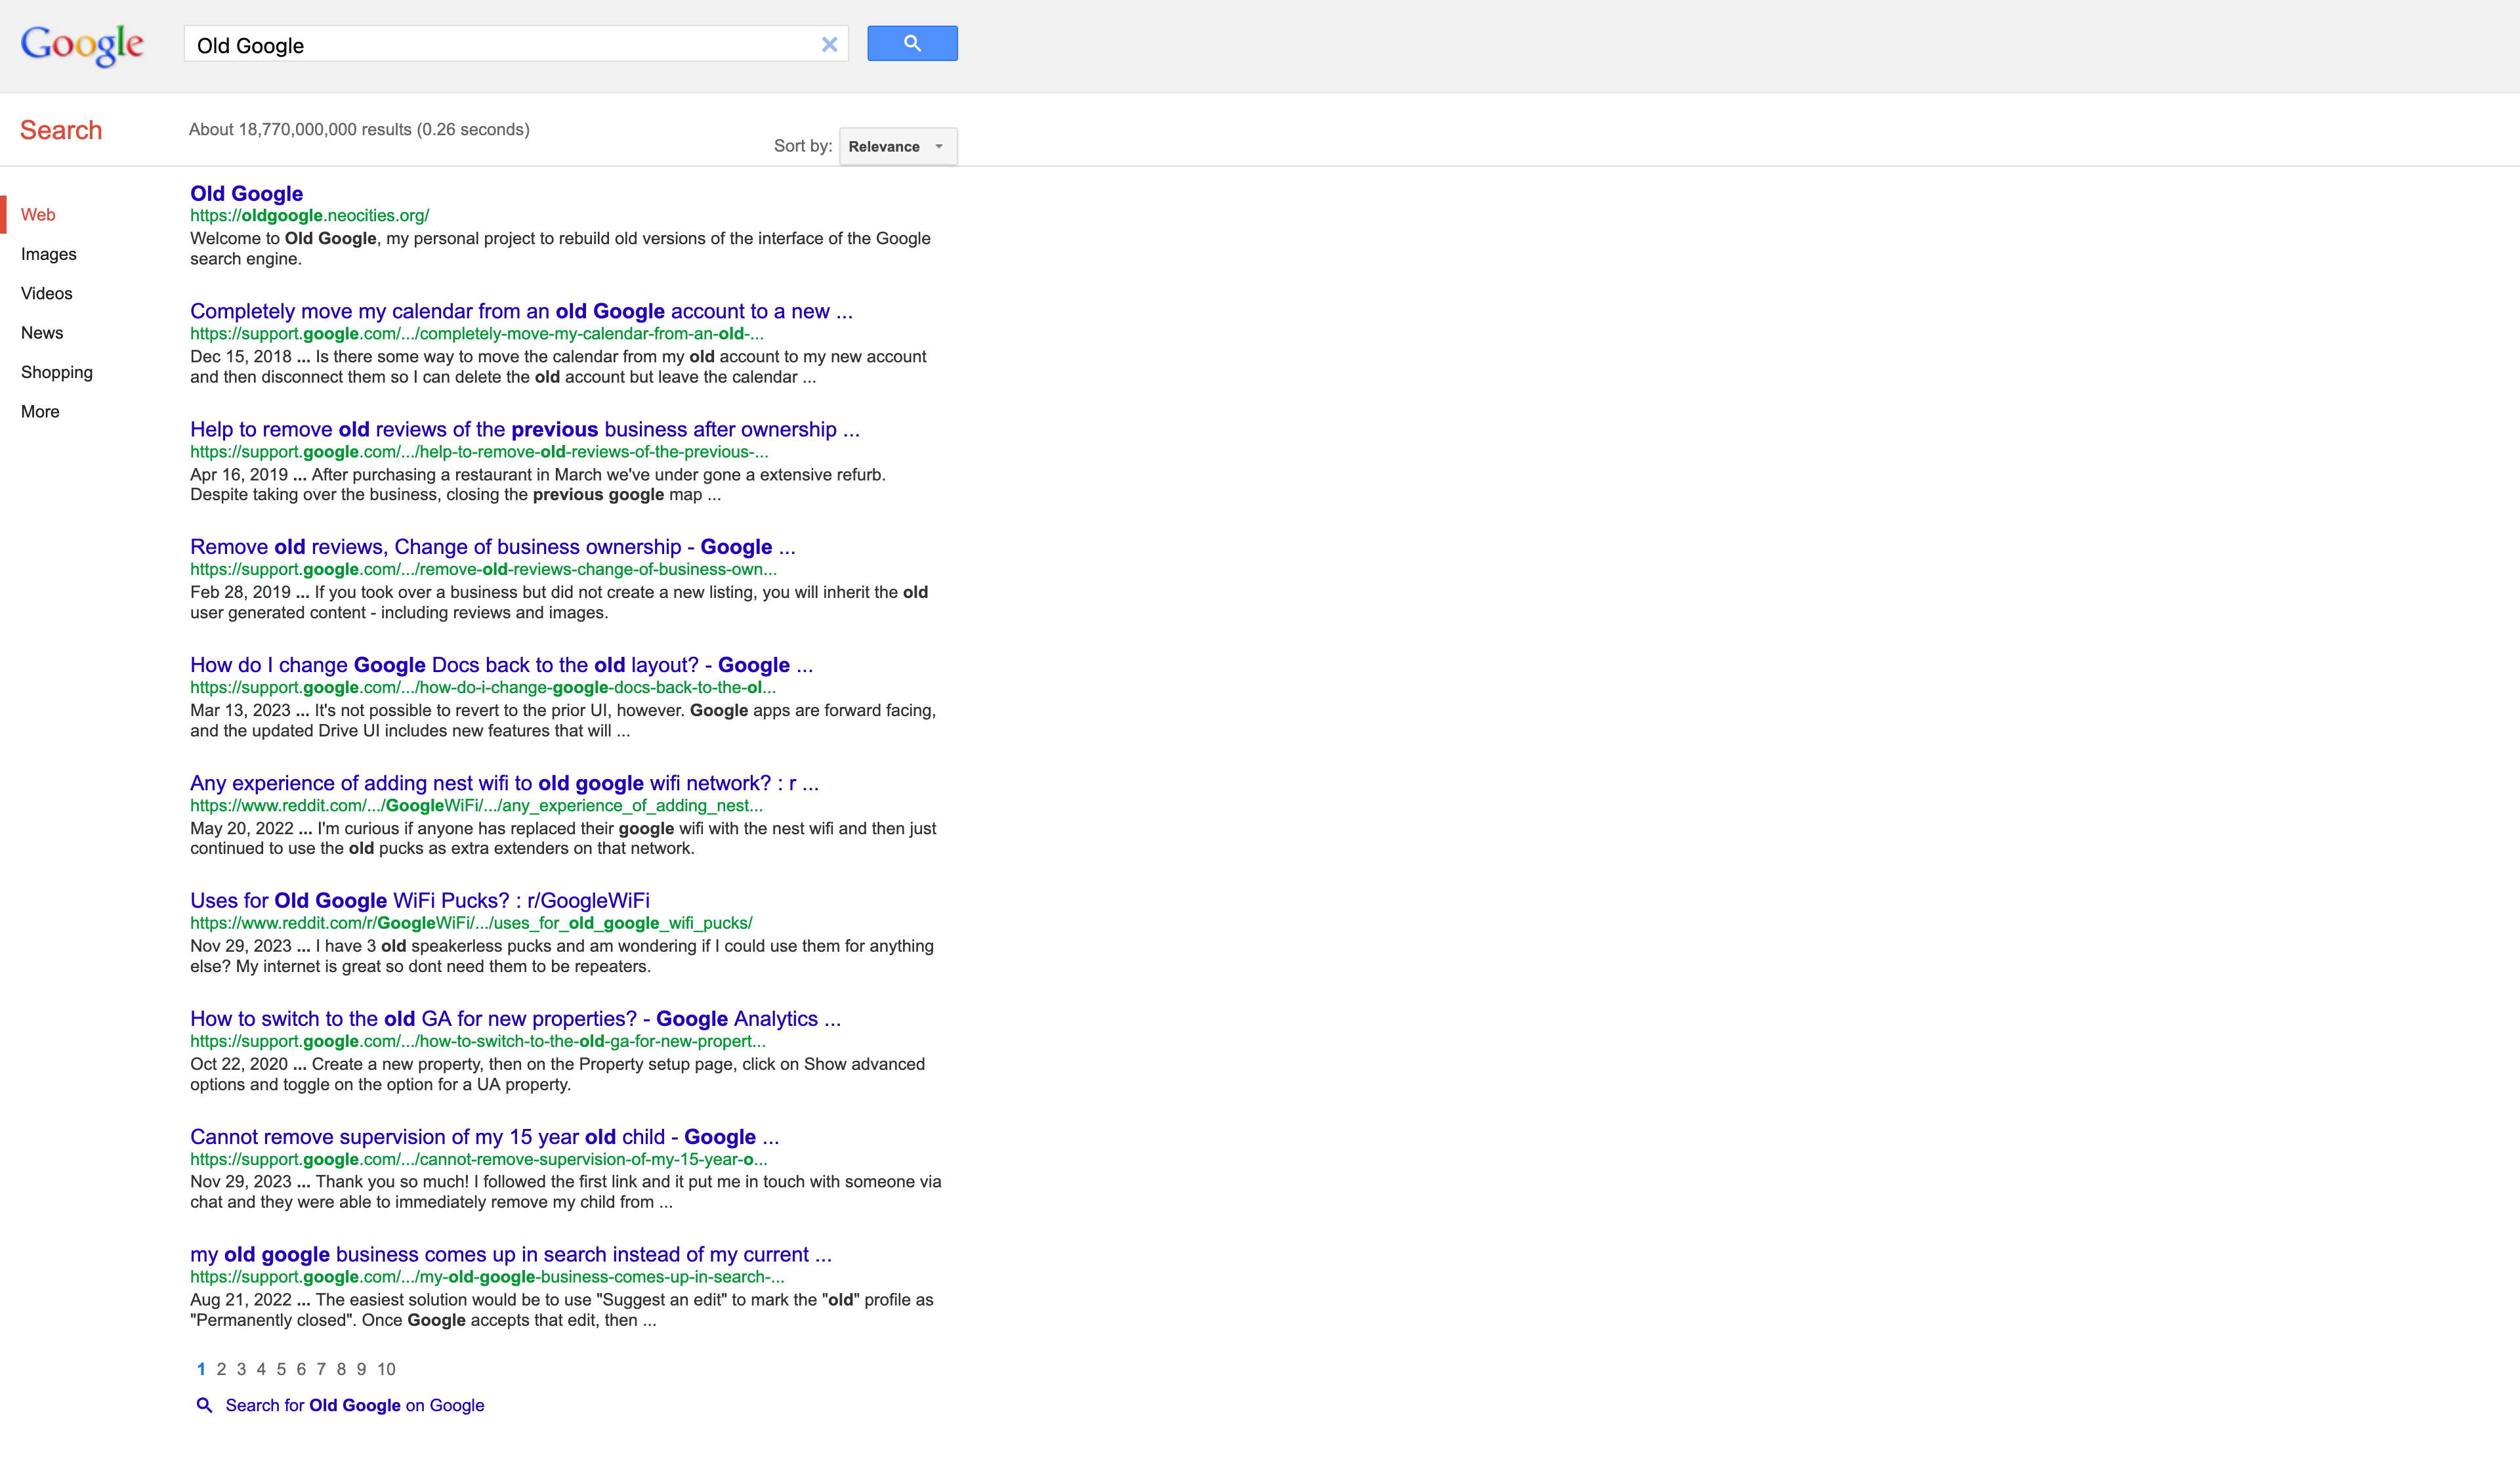 Google
Old Google
Search
About 18,770,000,000 results (0.26 seconds)
Sort by:
Relevance
Web
Images
Videos
News
Shopping
More
Old Google
https://oldgoogle.neocities.org/
Welcome to Old Google, my personal project to rebuild old versions of the interface of the Google
search engine.
Completely move my calendar from an old Google account to a new ...
https://support.google.com/.../completely-move-my-calendar-from-an-old-...
Dec 15, 2018 ... Is there some way to move the calendar from my old account to my new account
and then disconnect them so I can delete the old account but leave the calendar ...
Help to remove old reviews of the previous business after ownership ...
https://support.google.com/.../help-to-remove-old-reviews-of-the-previous-...
Apr 16, 2019 ... After purchasing a restaurant in March we've under gone a extensive refurb.
Despite taking over the business, closing the previous google map ...
Remove old reviews, Change of business ownership - Google ...
https://support.google.com/.../remove-old-reviews-change-of-business-own...
Feb 28, 2019 ... If you took over a business but did not create a new listing, you will inherit the old
user generated content - including reviews and images.
How do I change Google Docs back to the old layout? - Google ...
https://support.google.com/.../how-do-i-change-google-docs-back-to-the-ol...
Mar 13, 2023 ... It's not possible to revert to the prior UI, however. Google apps are forward facing,
and the updated Drive UI includes new features that will ...
Any experience of adding nest wifi to old google wifi network? : r ...
https://www.reddit.com/.../GoogleWiFi/.../any_experience_of_adding_nest...
May 20, 2022 ... I'm curious if anyone has replaced their google wifi with the nest wifi and then just
continued to use the old pucks as extra extenders on that network.
Uses for Old Google WiFi Pucks? : r/GoogleWiFi
https://www.reddit.com/r/GoogleWiFi/.../uses_for_old_google_wifi_pucks/
Nov 29, 2023 ... I have 3 old speakerless pucks and am wondering if I could use them for anything
else? My internet is great so dont need them to be repeaters.
How to switch to the old GA for new properties? - Google Analytics ...
https://support.google.com/.../how-to-switch-to-the-old-ga-for-new-propert...
Oct 22, 2020 ... Create a new property, then on the Property setup page, click on Show advanced
options and toggle on the option for a UA property.
Cannot remove supervision of my 15 year old child - Google ...
https://support.google.com/.../cannot-remove-supervision-of-my-15-year-o...
Nov 29, 2023 ... Thank you so much! I followed the first link and it put me in touch with someone via
chat and they were able to immediately remove my child from ...
my old google business comes up in search instead of my current ...
https://support.google.com/.../my-old-google-business-comes-up-in-search-...
Aug 21, 2022 ... The easiest solution would be to use "Suggest an edit" to mark the "old" profile as
"Permanently closed". Once Google accepts that edit, then ...
1 2 3 4 5 6 7 8 9 10
Search for Old Google on Google